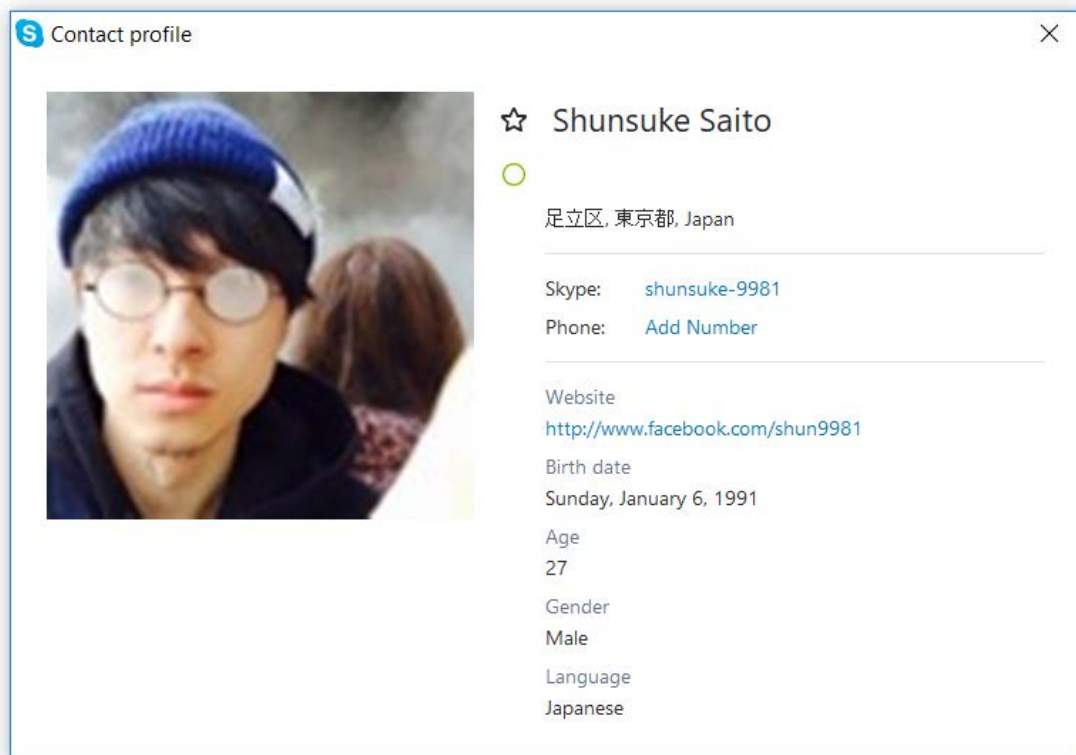 Contact profile
Shunsuke Saito
足立区, 東京都, Japan
Skype: shunsuke-9981
Phone: Add Number
Website
http://www.facebook.com/shun9981
Birth date
Sunday, January 6, 1991
Age
27
Gender
Male
Language
Japanese